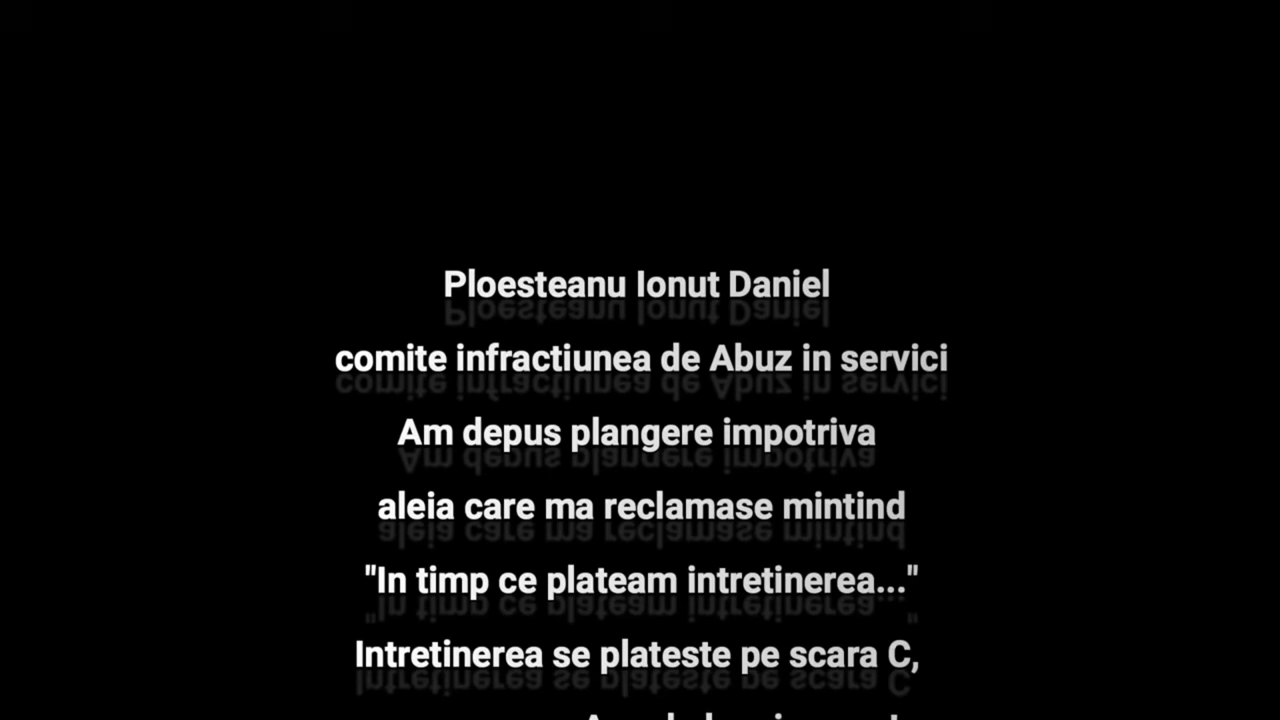 Ploesteanu Ionut Daniel
comite infractiunea de Abuz in servici
Am depus plangere impotriva
aleia care ma reclamase mintind
"In timp ce plateam intretinerea..."
Intretinerea se plateste pe scara C,